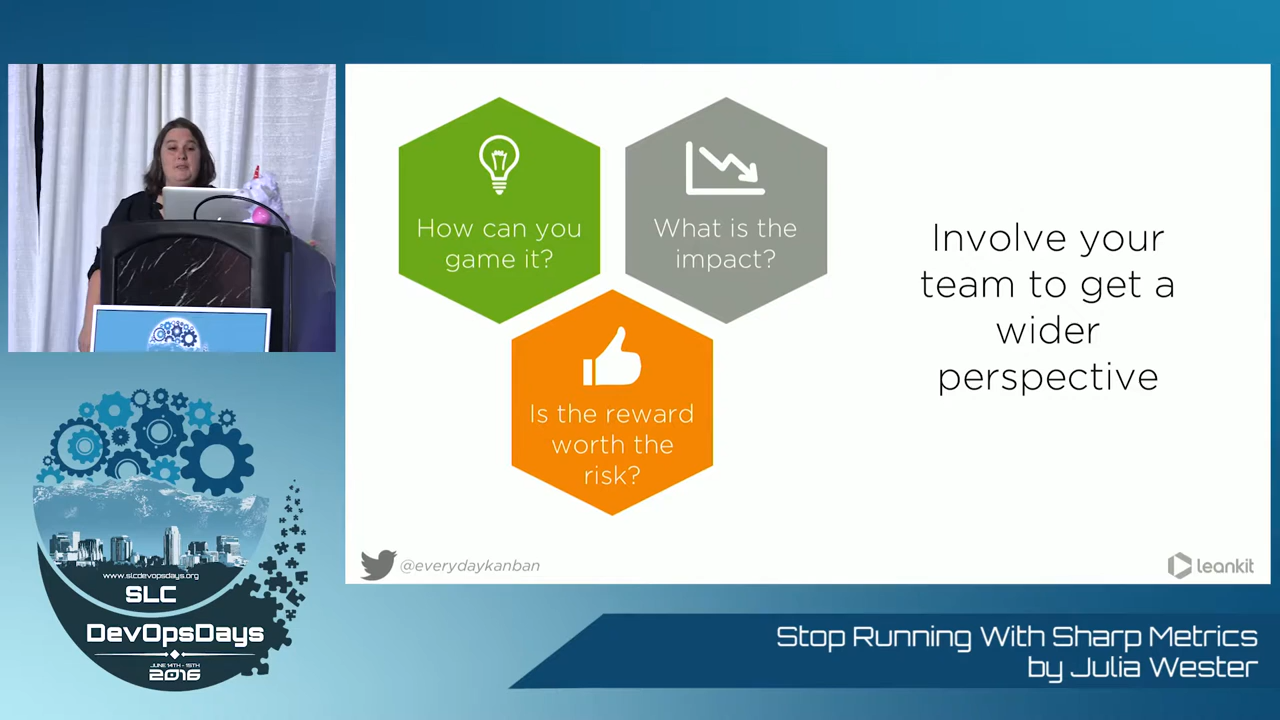 How can you
game it?
What is the
impact?
Is the reward
worth the
risk?
Involve your
team to get a
wider
perspective
@everydaykanban
leankit
www.slcdevopsdays.org
SLC
DevOpsDays
JUNE 14TH - 15TH
2016
Stop Running With Sharp Metrics
by Julia Wester